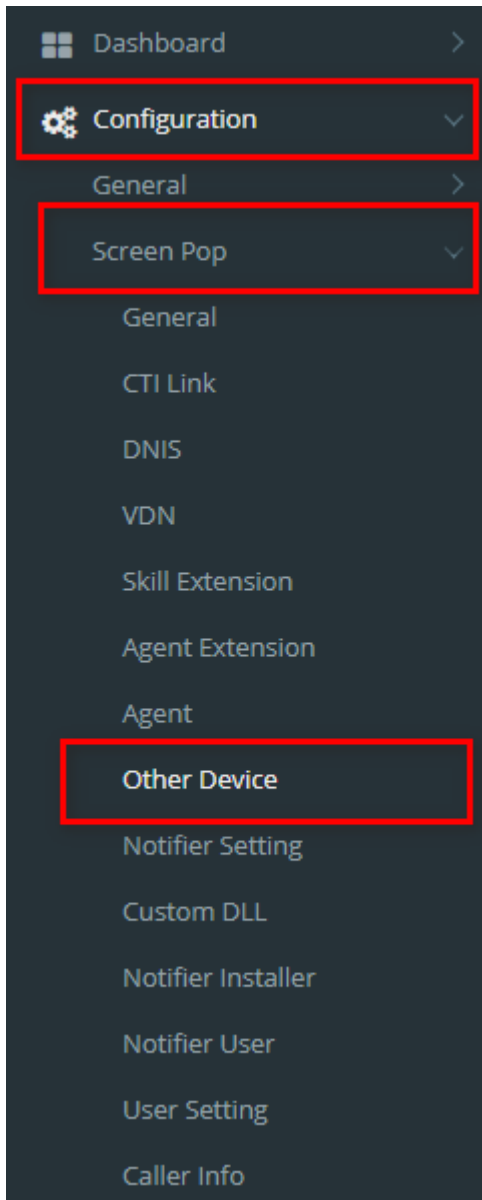 Dashboard
Configuration
General
Screen Pop
General
CTI Link
DNIS
VDN
Skill Extension
Agent Extension
Agent
Other Device
Notifier Setting
Custom DLL
Notifier Installer
Notifier User
User Setting
Caller Info